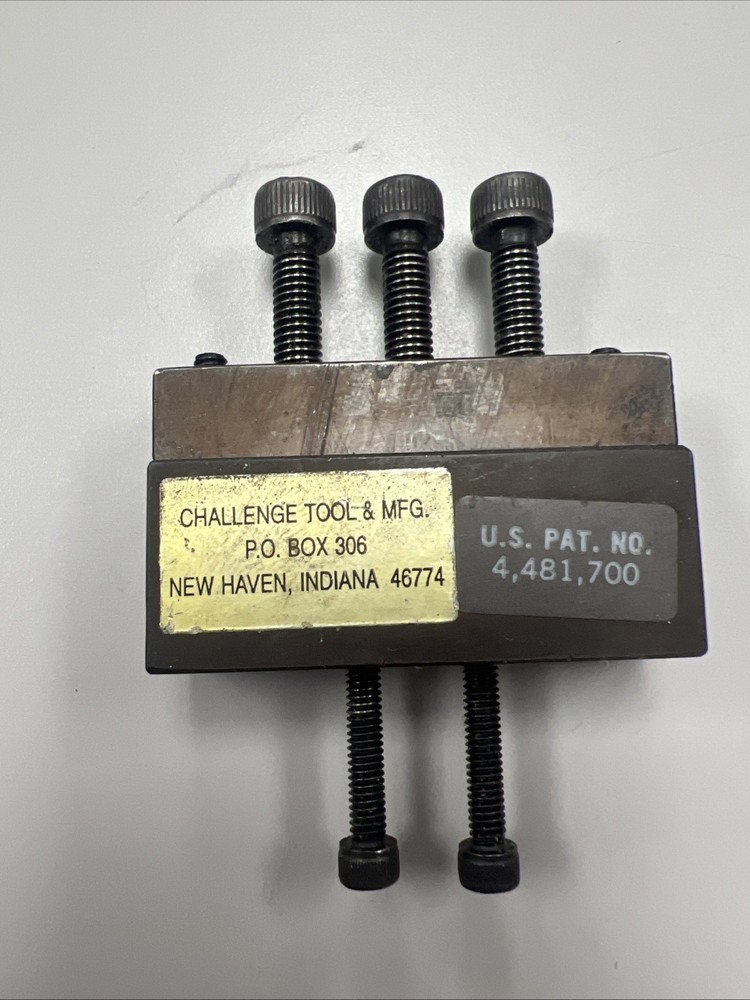 CHALLENGE TOOL & MFG.
P.O. BOX 306
NEW HAVEN, INDIANA 46774
U.S. PAT. NO.
4,481,700